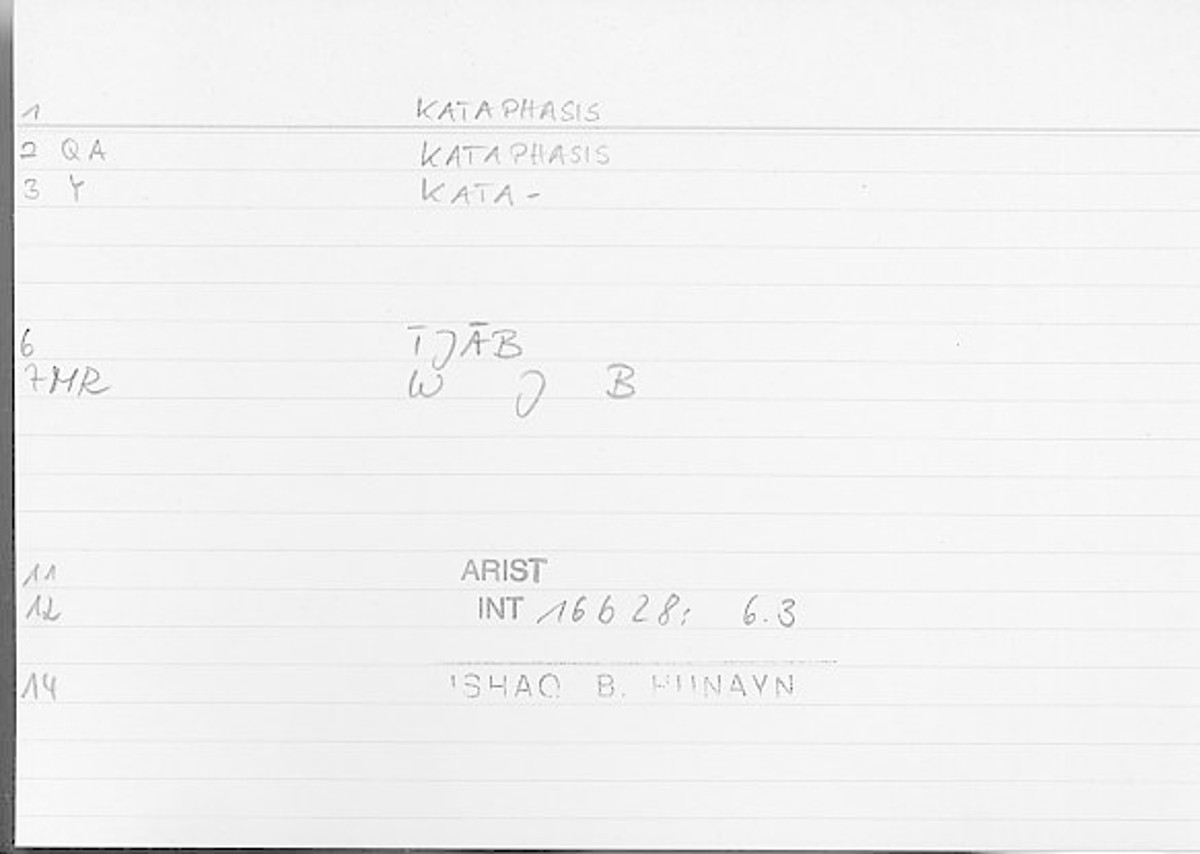 1 KATAPHASIS
2 QA KATAPHASIS
3 Y KATA-
6 ĪJĀB
7MR W J B
11 ARIST
12 INT 16b28: 6.3
14 ISHAQ B. HUNAYN